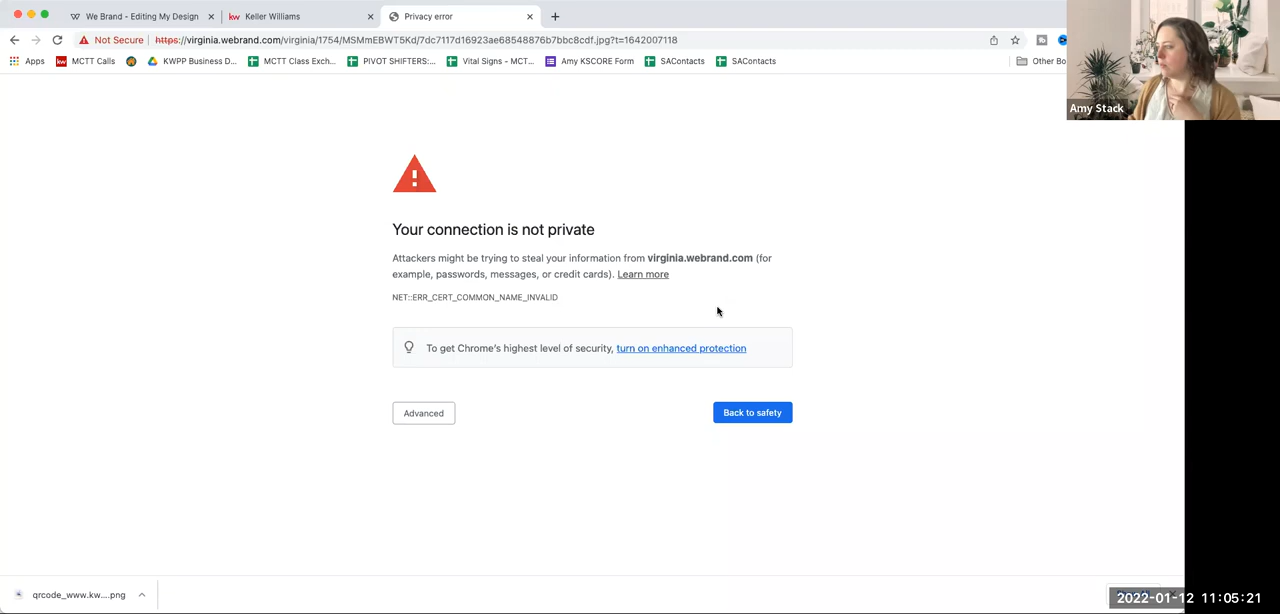 We Brand - Editing My Design
kw Keller Williams
Privacy error
Not Secure
https://virginia.webrand.com/virginia/1754/MSMmEBWT5Kd/7dc7117d16923ae68548876b7bbc8cdf.jpg?t=1642007118
Apps
kw MCTT Calls
KWPP Business D...
MCTT Class Exch...
PIVOT SHIFTERS:...
Vital Signs - MCT...
Amy KSCORE Form
SAContacts
SAContacts
Other Bo
Amy Stack
Your connection is not private
Attackers might be trying to steal your information from virginia.webrand.com (for
example, passwords, messages, or credit cards). Learn more
NET::ERR_CERT_COMMON_NAME_INVALID
To get Chrome's highest level of security, turn on enhanced protection
Advanced
Back to safety
qrcode_www.kw....png
2022-01-12 11:05:21